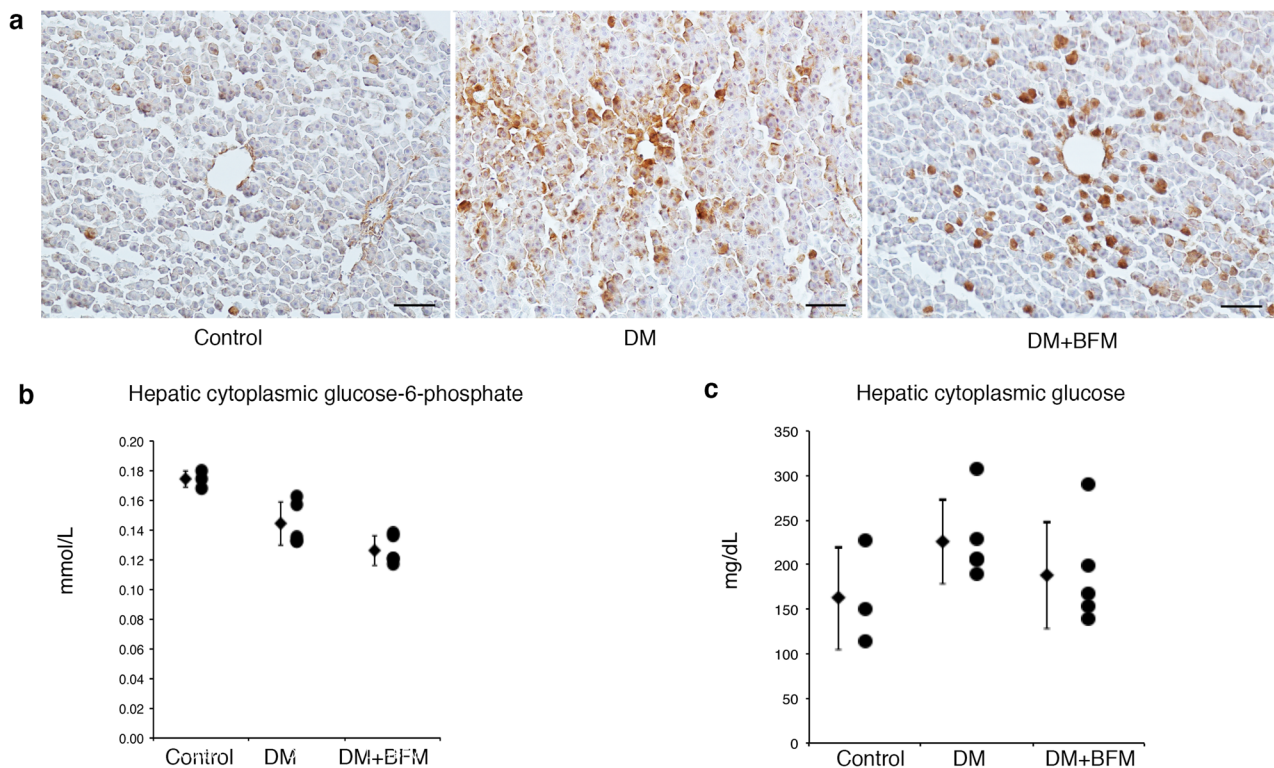 a
Control
DM
DM+BFM
b
Hepatic cytoplasmic glucose-6-phosphate
mmol/L
0.20
0.18
0.16
0.14
0.12
0.10
0.08
0.06
0.04
0.02
0.00
Control
DM
DM+BFM
c
Hepatic cytoplasmic glucose
mg/dL
350
300
250
200
150
100
50
0
Control
DM
DM+BFM